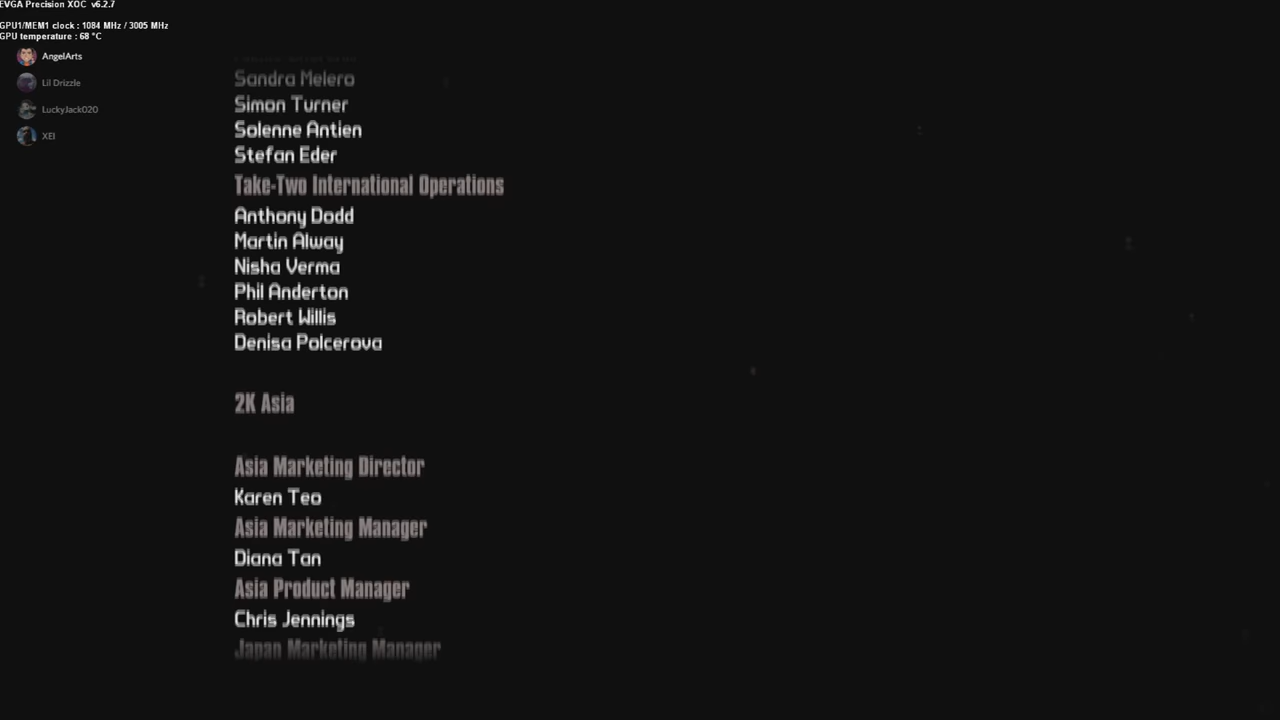 EVGA Precision XOC v6.2.7
GPU1/MEM1 clock : 1084 MHz / 3005 MHz
GPU temperature : 68 °C
AngelArts
Lil Drizzle
LuckyJack020
XEI
Sandra Melero
Simon Turner
Solenne Antien
Stefan Eder
Take-Two International Operations
Anthony Dodd
Martin Alway
Nisha Verma
Phil Anderton
Robert Willis
Denisa Polcerova
2K Asia
Asia Marketing Director
Karen Teo
Asia Marketing Manager
Diana Tan
Asia Product Manager
Chris Jennings
Japan Marketing Manager